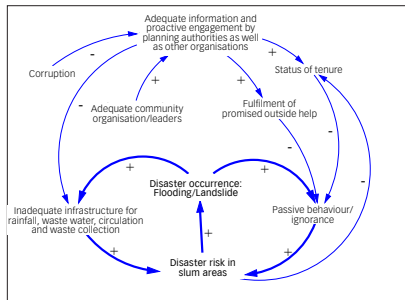 Adequate information and
proactive engagement by
planning authorities as well
as other organisations
-
+
Corruption
-
+
Status of tenure
+
Adequate community
organisation/leaders
Fulfilment of
promised outside help
-
-
-
+
Disaster occurrence:
Flooding/Landslide
+
Inadequate infrastructure for
rainfall, waste water, circulation
and waste collection
Passive behaviour/
ignorance
+
+
+
Disaster risk in
slum areas